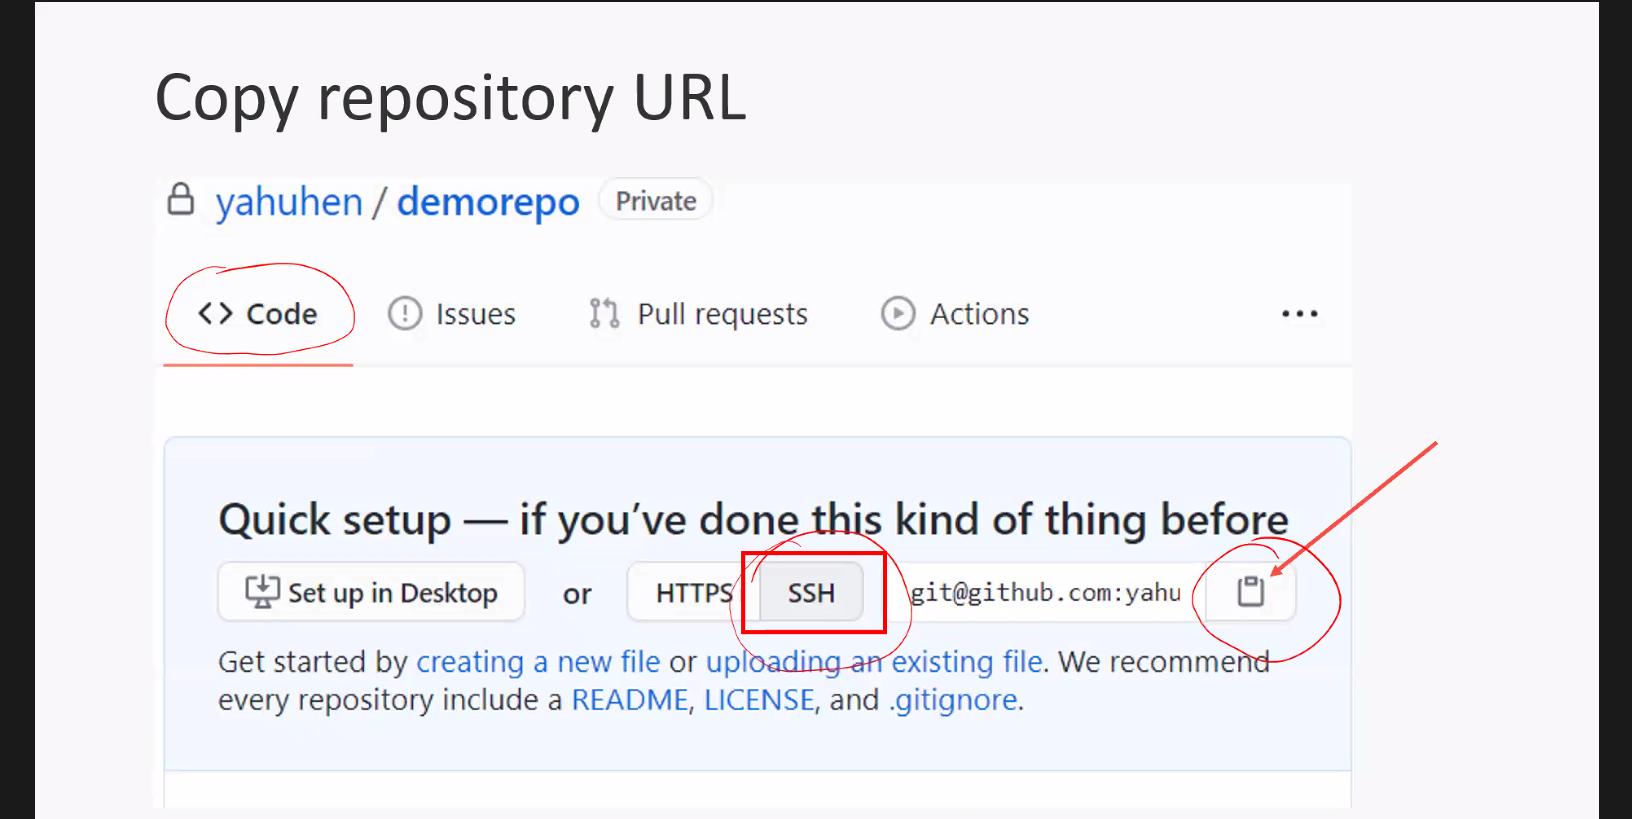 Copy repository URL
yahuhen / demorepo Private
<> Code Issues Pull requests Actions ...
Quick setup — if you’ve done this kind of thing before
Set up in Desktop or HTTPS SSH git@github.com:yahu
Get started by creating a new file or uploading an existing file. We recommend
every repository include a README, LICENSE, and .gitignore.